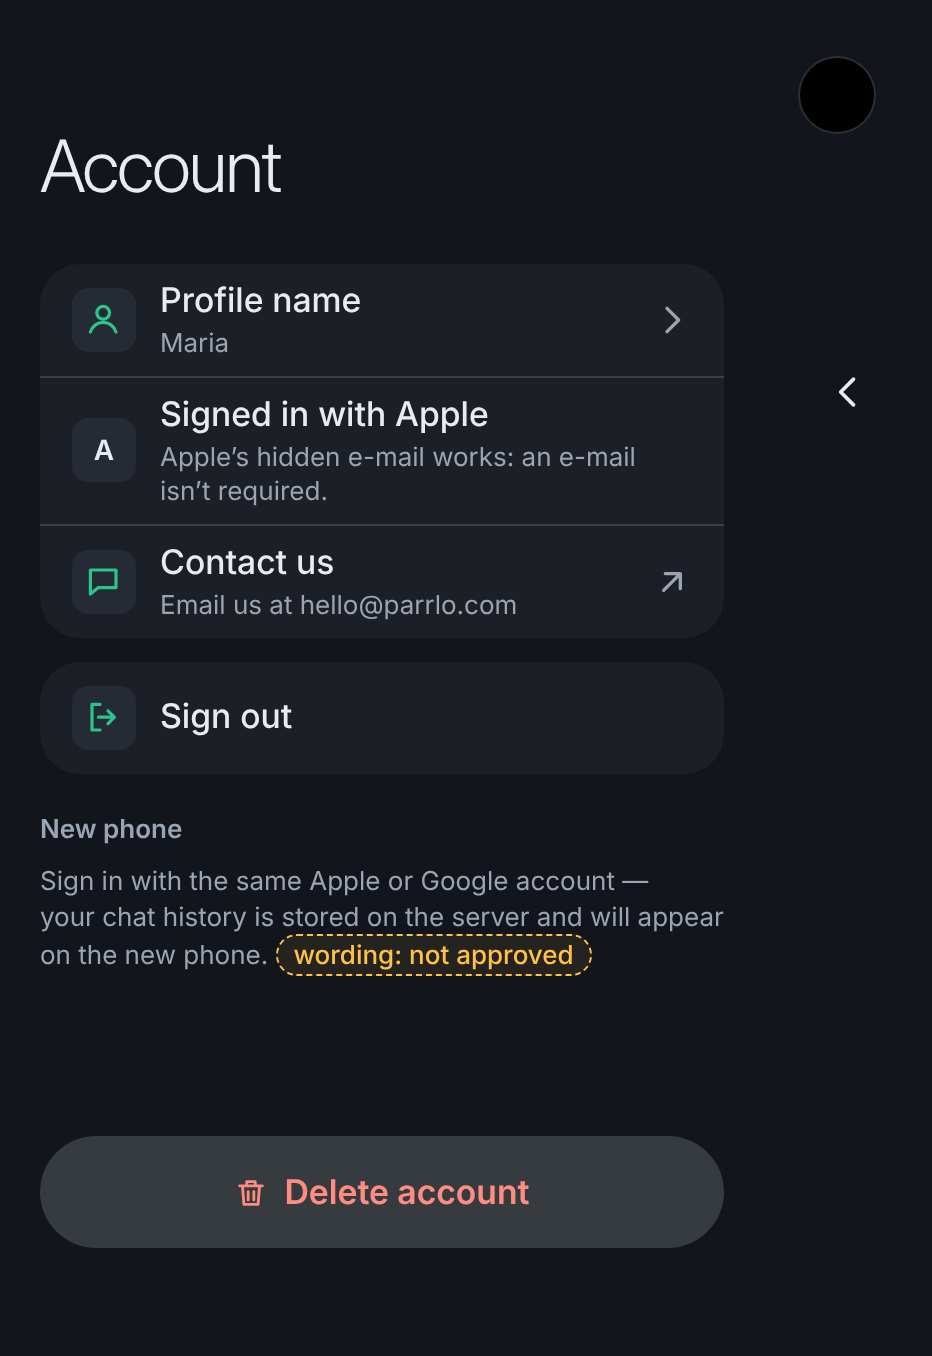 Account
Profile name
Maria
Signed in with Apple
A
Apple’s hidden e-mail works: an e-mail
isn’t required.
Contact us
Email us at hello@parrlo.com
Sign out
New phone
Sign in with the same Apple or Google account —
your chat history is stored on the server and will appear
on the new phone. wording: not approved
Delete account